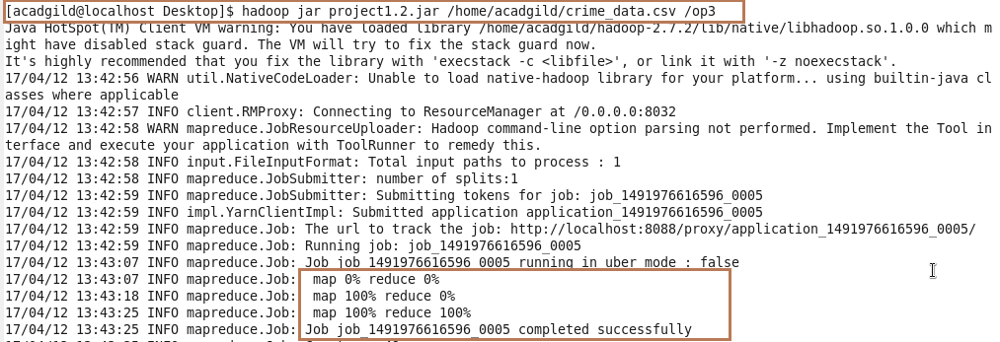 [acadgild@localhost Desktop]$ hadoop jar project1.2.jar /home/acadgild/crime_data.csv /op3
Java HotSpot(TM) Client VM warning: You have loaded library /home/acadgild/hadoop-2.7.2/lib/native/libhadoop.so.1.0.0 which m
ight have disabled stack guard. The VM will try to fix the stack guard now.
It's highly recommended that you fix the library with 'execstack -c <libfile>', or link it with '-z noexecstack'.
17/04/12 13:42:56 WARN util.NativeCodeLoader: Unable to load native-hadoop library for your platform... using builtin-java cl
asses where applicable
17/04/12 13:42:57 INFO client.RMProxy: Connecting to ResourceManager at /0.0.0.0:8032
17/04/12 13:42:58 WARN mapreduce.JobResourceUploader: Hadoop command-line option parsing not performed. Implement the Tool in
terface and execute your application with ToolRunner to remedy this.
17/04/12 13:42:58 INFO input.FileInputFormat: Total input paths to process : 1
17/04/12 13:42:58 INFO mapreduce.JobSubmitter: number of splits:1
17/04/12 13:42:59 INFO mapreduce.JobSubmitter: Submitting tokens for job: job_1491976616596_0005
17/04/12 13:42:59 INFO impl.YarnClientImpl: Submitted application application_1491976616596_0005
17/04/12 13:42:59 INFO mapreduce.Job: The url to track the job: http://localhost:8088/proxy/application_1491976616596_0005/
17/04/12 13:42:59 INFO mapreduce.Job: Running job: job_1491976616596_0005
17/04/12 13:43:07 INFO mapreduce.Job: Job job_1491976616596_0005 running in uber mode : false
17/04/12 13:43:07 INFO mapreduce.Job:  map 0% reduce 0%
17/04/12 13:43:18 INFO mapreduce.Job:  map 100% reduce 0%
17/04/12 13:43:25 INFO mapreduce.Job:  map 100% reduce 100%
17/04/12 13:43:25 INFO mapreduce.Job: Job job_1491976616596_0005 completed successfully